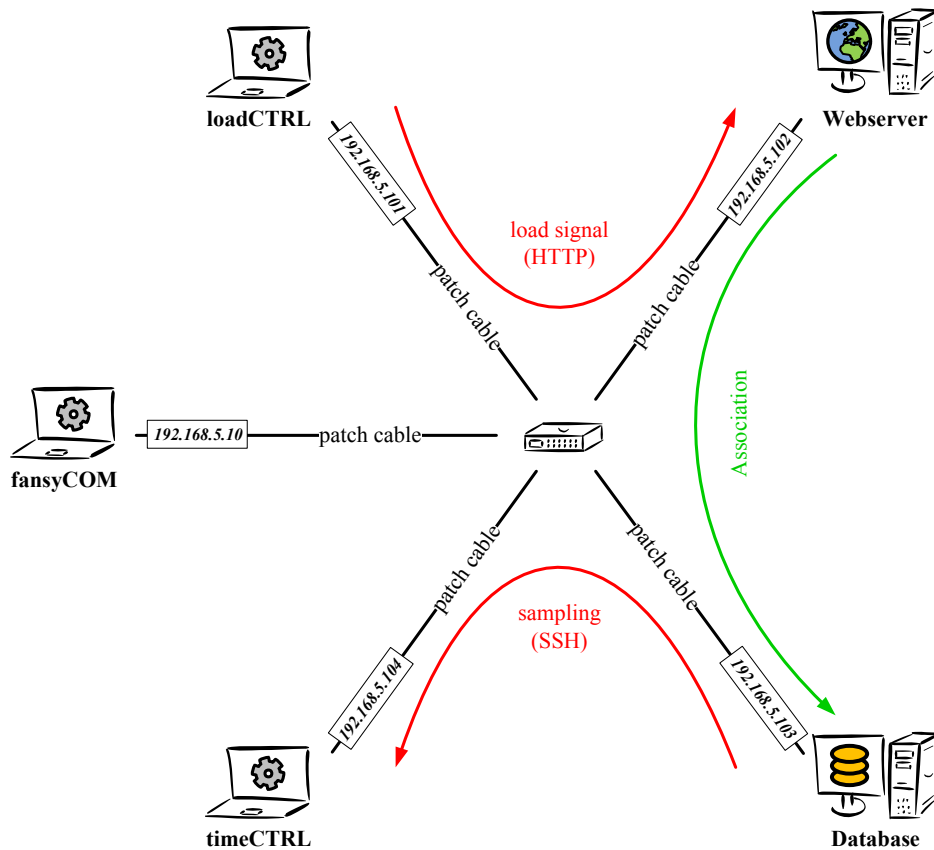 loadCTRL
Webserver
192.168.5.101
192.168.5.102
load signal
(HTTP)
patch cable
patch cable
Association
fansyCOM
192.168.5.10
patch cable
patch cable
patch cable
sampling
(SSH)
192.168.5.104
192.168.5.103
timeCTRL
Database